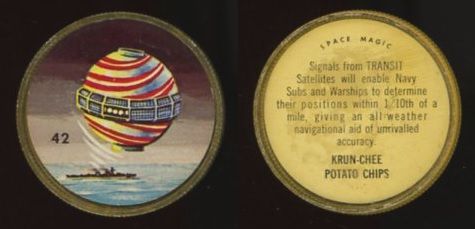 42
SPACE MAGIC
Signals from TRANSIT
Satellites will enable Navy
Subs and Warships to determine
their positions within 1/10th of a
mile, giving an all-weather
navigational aid of unrivalled
accuracy.
KRUN-CHEE
POTATO CHIPS